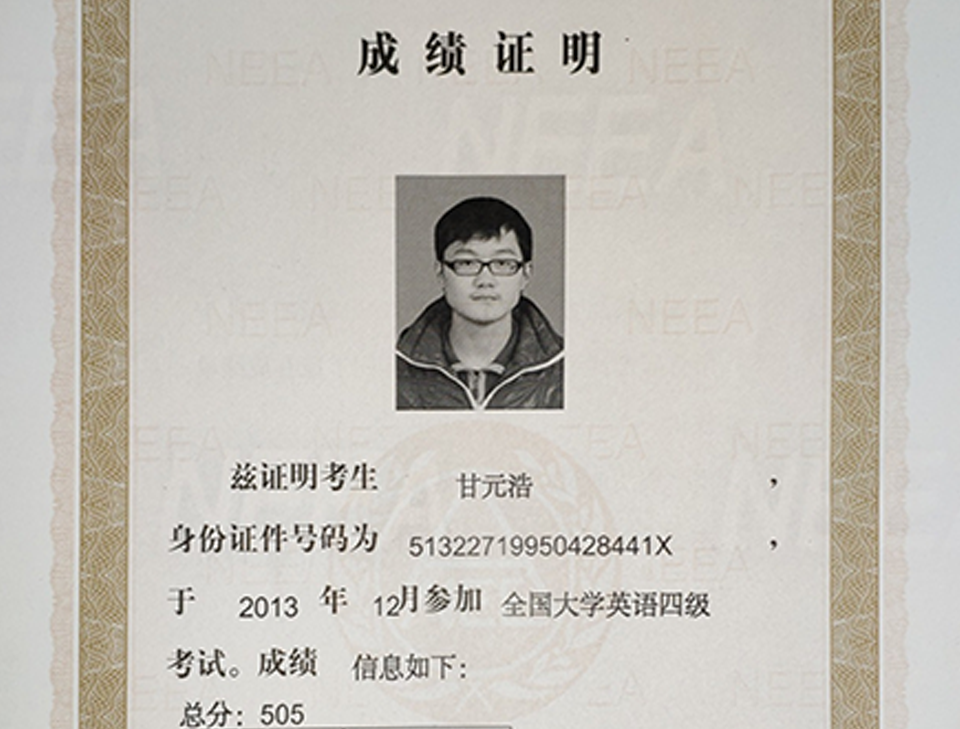 成绩证明
兹证明考生 甘元浩 ，
身份证件号码为 51322719950428441X ，
于 2013 年 12月参加 全国大学英语四级
考试。成绩 信息如下：
总分：505
NEEA